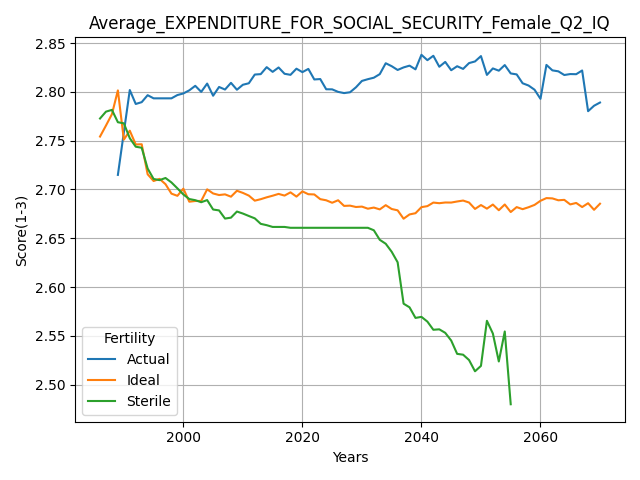 Average_EXPENDITURE_FOR_SOCIAL_SECURITY_Female_Q2_IQ
Score(1-3)
2.85
2.80
2.75
2.70
2.65
2.60
2.55
2.50
Fertility
Actual
Ideal
Sterile
2000
2020
2040
2060
Years